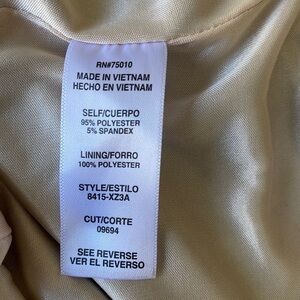 RN#75010
MADE IN VIETNAM
HECHO EN VIETNAM
SELF/CUERPO
95% POLYESTER
5% SPANDEX
LINING/FORRO
100% POLYESTER
STYLE/ESTILO
8415-XZ3A
CUT/CORTE
09694
SEE REVERSE
VER EL REVERSO